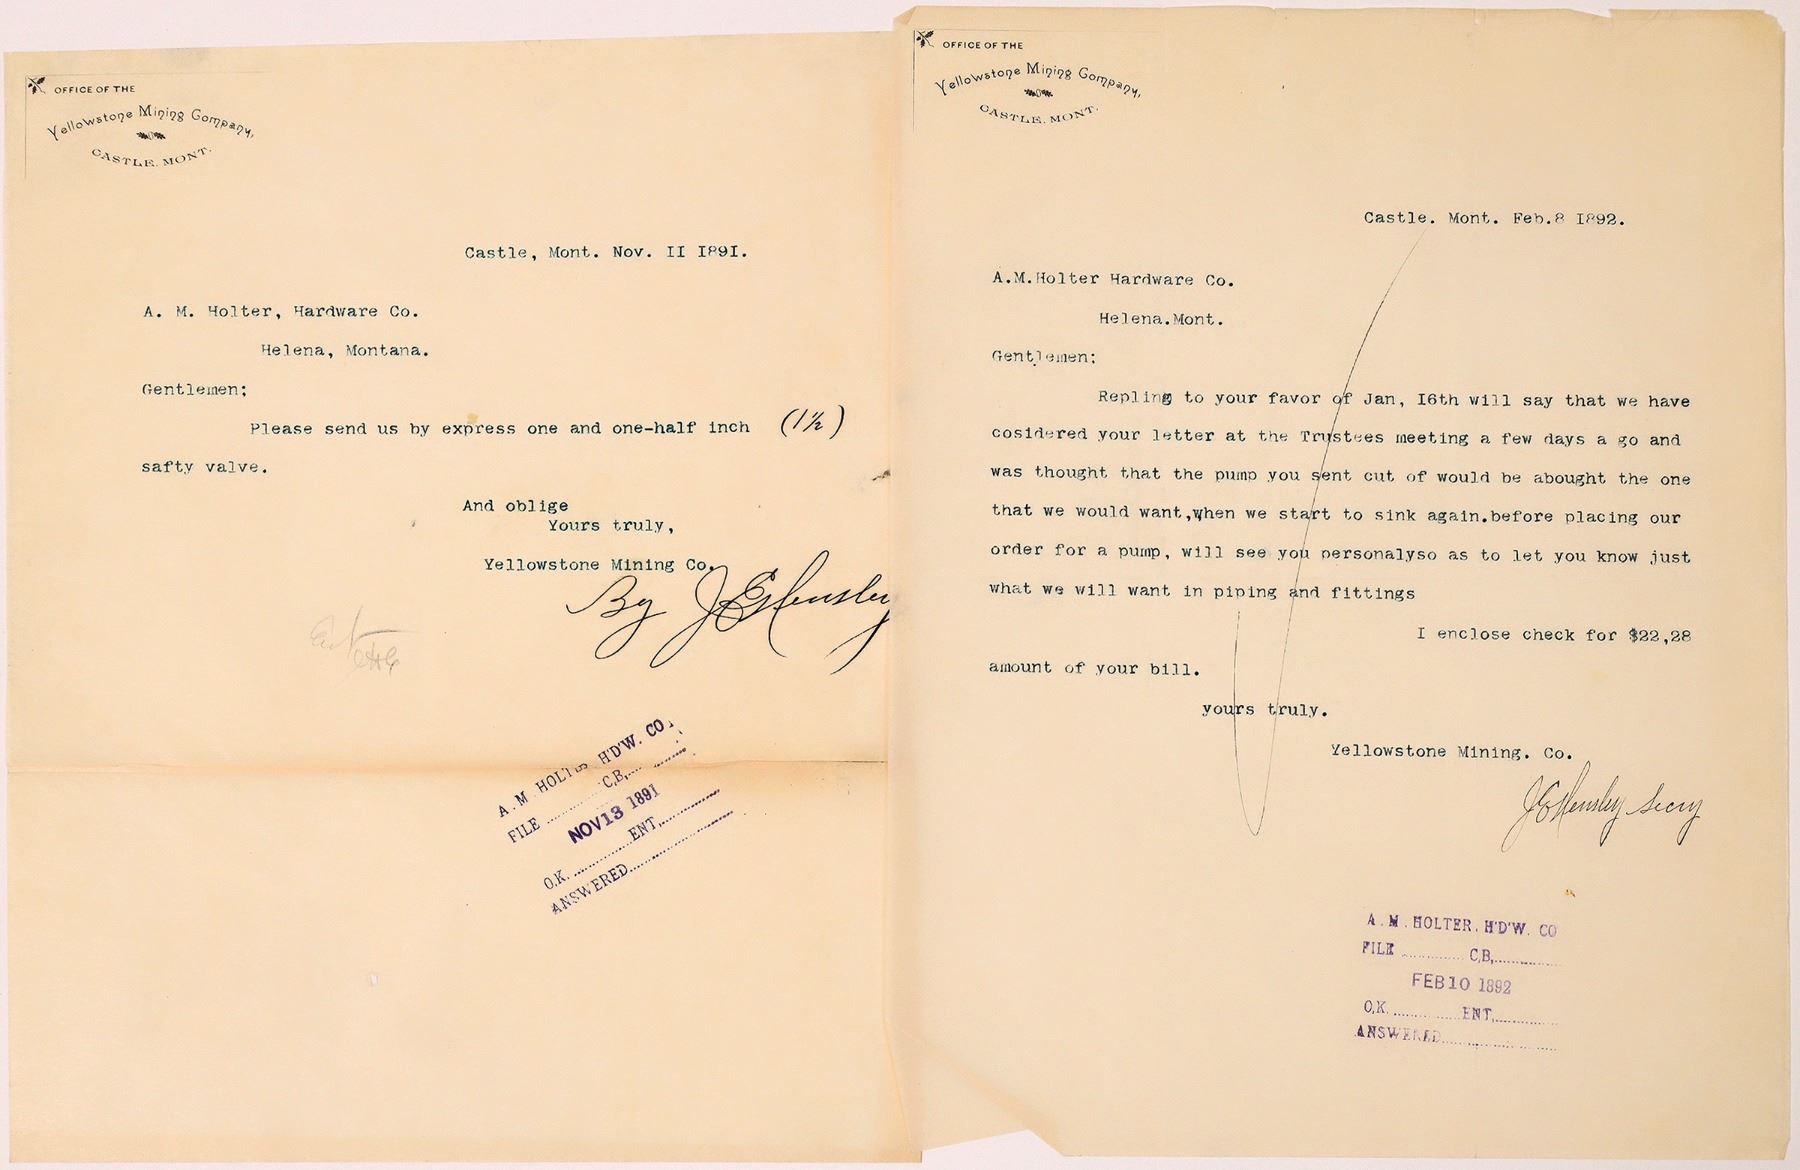 OFFICE OF THE
Yellowstone Mining Company,
CASTLE, MONT.
Castle, Mont. Nov. II I89I.
A. M. Holter, Hardware Co.
Helena, Montana.
Gentlemen;
Please send us by express one and one-half inch (1½)
safty valve.
And oblige
Yours truly,
Yellowstone Mining Co.
By J E Hensley
A. M HOLTER H'D'W. CO.
FILE C.B,
NOV 13 1891
O.K. ENT,
ANSWERED
OFFICE OF THE
Yellowstone Mining Company,
CASTLE, MONT.
Castle. Mont. Feb.8 I892.
A.M.Holter Hardware Co.
Helena.Mont.
Gentlemen;
Repling to your favor of Jan, I6th will say that we have
cosidered your letter at the Trustees meeting a few days a go and
was thought that the pump you sent cut of would be abought the one
that we would want,when we start to sink again.before placing our
order for a pump, will see you personalyso as to let you know just
what we will want in piping and fittings
I enclose check for $22,28
amount of your bill.
yours truly.
Yellowstone Mining. Co.
J E Hensley Secry
A. M. HOLTER. H'D'W. CO
FILE C,B,
FEB 10 1892
O,K. ENT,
ANSWERED